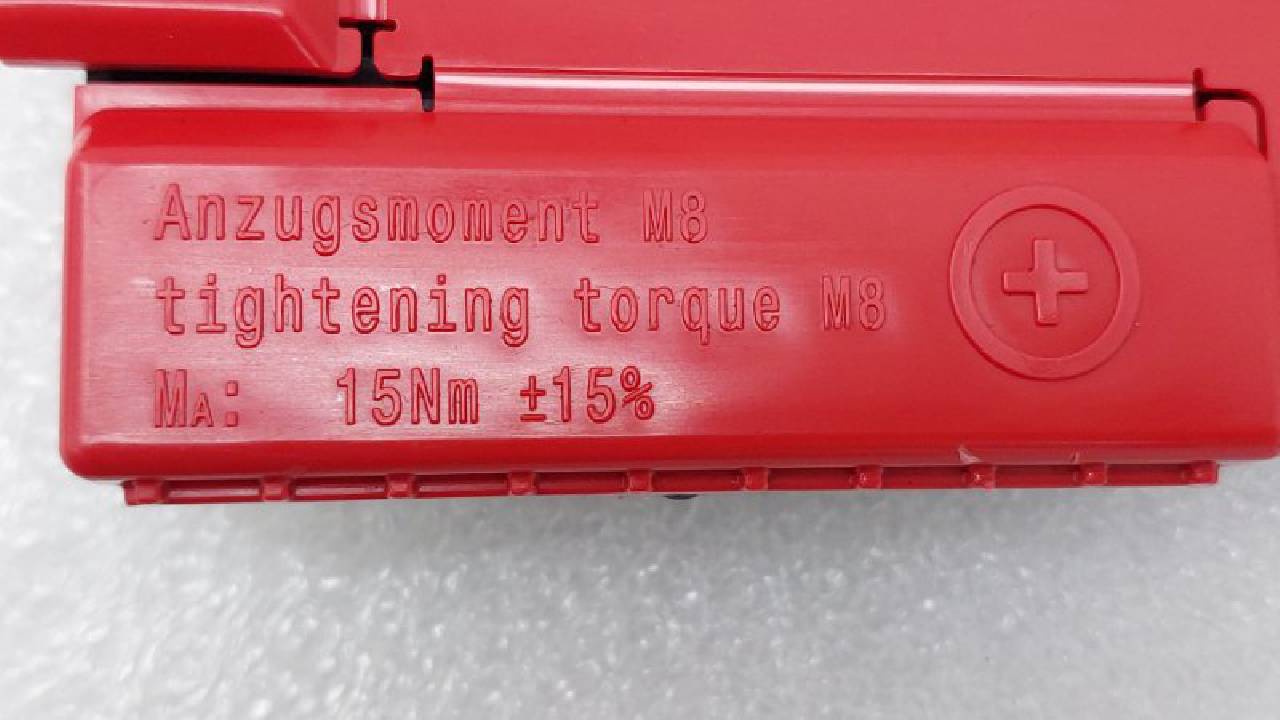 Anzugsmoment M8
tightening torque M8
MA: 15Nm ±15%